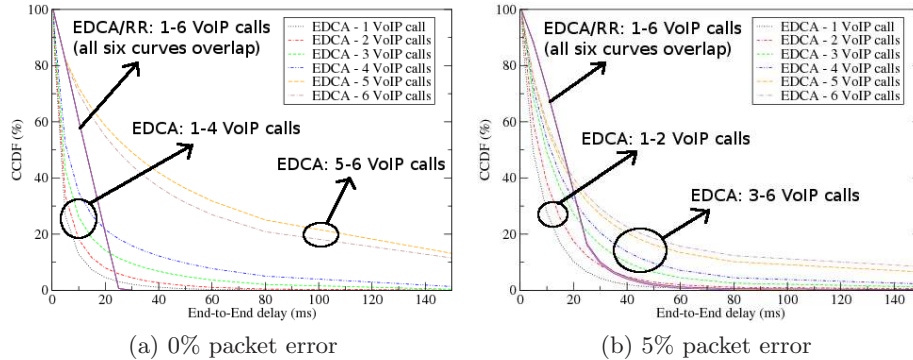 EDCA/RR: 1-6 VoIP calls
(all six curves overlap)
EDCA - 1 VoIP call
EDCA - 2 VoIP calls
EDCA - 3 VoIP calls
EDCA - 4 VoIP calls
EDCA - 5 VoIP calls
EDCA - 6 VoIP calls
EDCA: 1-4 VoIP calls
EDCA: 5-6 VoIP calls
CCDF (%)
100
80
60
40
20
0
0 20 40 60 80 100 120 140
End-to-End delay (ms)
(a) 0% packet error
EDCA/RR: 1-6 VoIP calls
(all six curves overlap)
EDCA - 1 VoIP call
EDCA - 2 VoIP calls
EDCA - 3 VoIP calls
EDCA - 4 VoIP calls
EDCA - 5 VoIP calls
EDCA - 6 VoIP calls
EDCA: 1-2 VoIP calls
EDCA: 3-6 VoIP calls
CCDF (%)
100
80
60
40
20
0
0 20 40 60 80 100 120 140
End-to-End delay (ms)
(b) 5% packet error